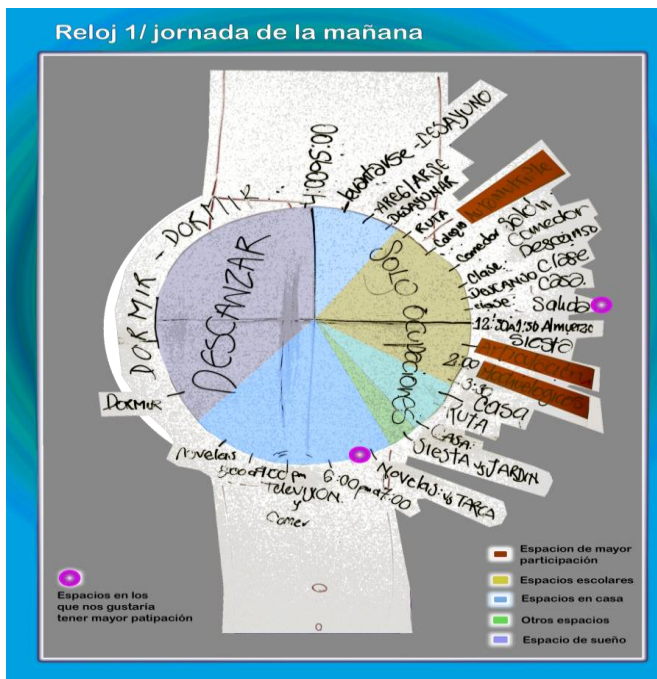 Reloj 1/ jornada de la mañana
levantarse - DESAYUNO
AREGlARSE
DESAYUNAR
RUTA
Colegio
Comedor Salón
Comedor
Descanso
Clase: Clase
DESCANSO Casa.
clase: Salida
12:30 a 1:30 Almuerzo
Siesta
2:00
3:30
Casa
RUTA
CASA:
SIESTA y/s JARDIN
Novelas: y/s TAREA
6:00 pm a 7:00
TELEVISION
y
Comer
Novelas
DORMIR
DORMIR - DORMIR
DESCANZAR
SOLO OCUPACIONES
Espacios en los
que nos gustaría
tener mayor patipación
Espacion de mayor
participación
Espacios escolares
Espacios en casa
Otros espacios
Espacio de sueño